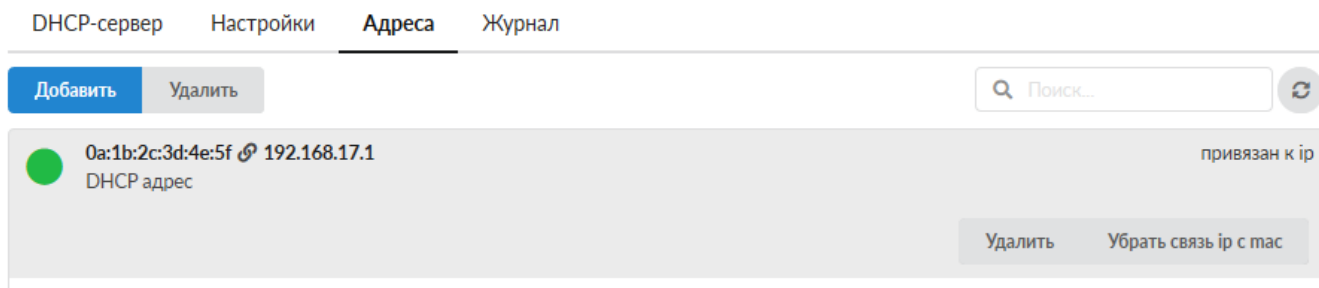 DHCP-сервер Настройки Адреса Журнал
Добавить Удалить Поиск...
0a:1b:2c:3d:4e:5f 192.168.17.1 привязан к ip
DHCP адрес
Удалить Убрать связь ip с mac